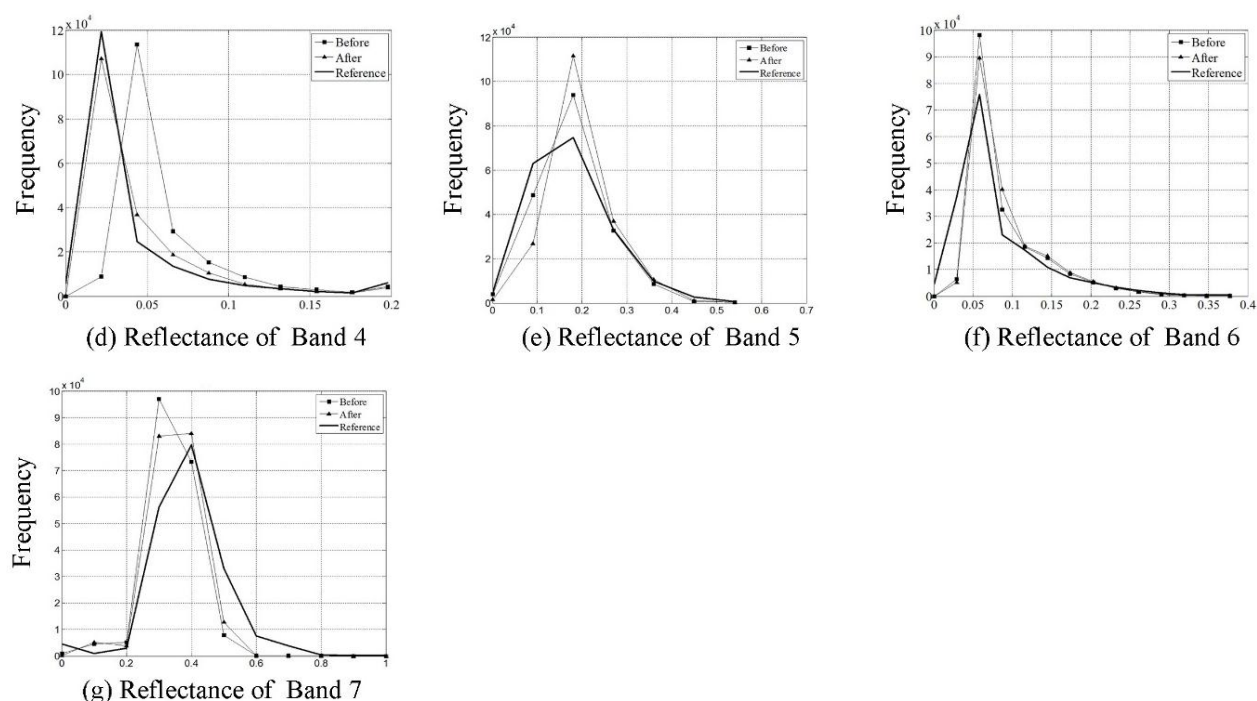 x 10^4
12
10
8
6
4
2
0
0 0.05 0.1 0.15 0.2
Before
After
Reference
Frequency
(d) Reflectance of Band 4
x 10^4
12
10
8
6
4
2
0
0 0.1 0.2 0.3 0.4 0.5 0.6 0.7
Before
After
Reference
Frequency
(e) Reflectance of Band 5
x 10^4
10
9
8
7
6
5
4
3
2
1
0
0 0.05 0.1 0.15 0.2 0.25 0.3 0.35 0.4
Before
After
Reference
Frequency
(f) Reflectance of Band 6
x 10^4
10
9
8
7
6
5
4
3
2
1
0
0 0.2 0.4 0.6 0.8 1
Before
After
Reference
Frequency
(g) Reflectance of Band 7